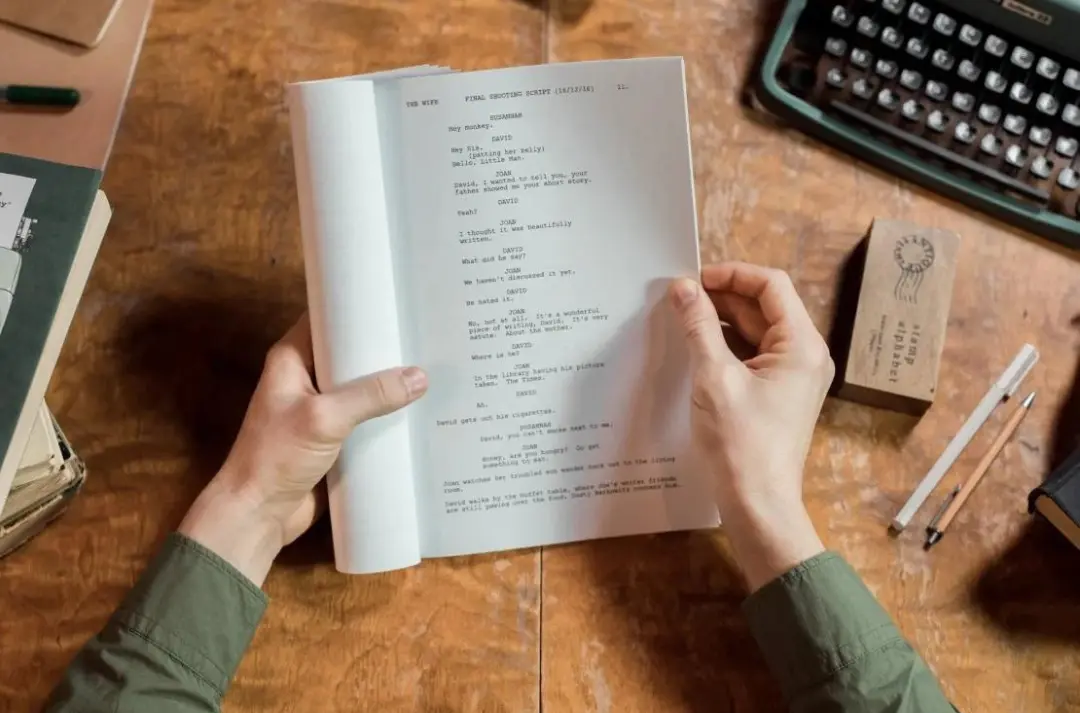 THE WIFE FINAL SHOOTING SCRIPT (16/12/16) 11.
SUSANNAH
Hey monkey.
DAVID
Hey Sis.
(patting her belly)
Hello, little Man.
JOAN
David, I wanted to tell you, your
father showed me your short story.
DAVID
Yeah?
JOAN
I thought it was beautifully
written.
DAVID
What did he say?
JOAN
We haven't discussed it yet.
DAVID
He hated it.
JOAN
No, not at all. It's a wonderful
piece of writing, David. It's very
astute. About the mother.
DAVID
Where is he?
JOAN
In the library having his picture
taken. The Times.
DAVID
Ah.
David gets out his cigarettes.
SUSANNAH
David, you can't smoke next to me.
JOAN
Honey, are you hungry? Go get
something to eat.
Joan watches her troubled son wander back out to the living
room.
David walks by the buffet table, where the writer friends
are still pawing over the food.
stamp
alphabet